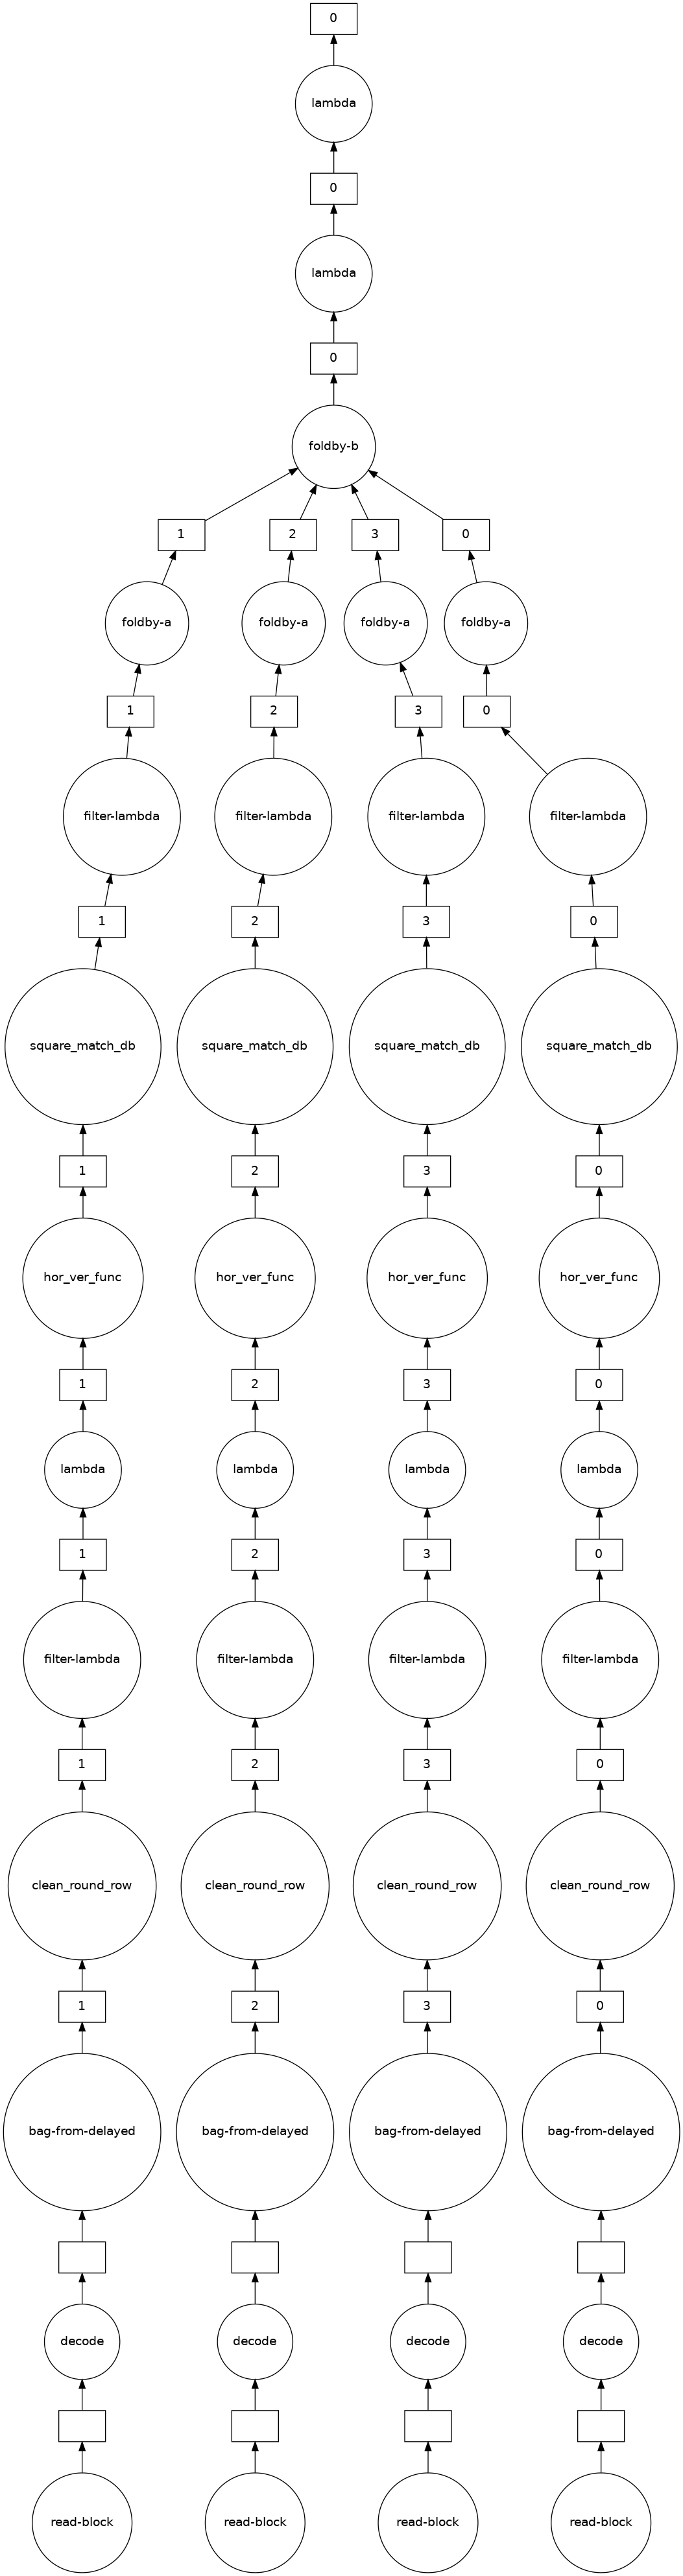 0
lambda
0
lambda
0
foldby-b
1 2 3 0
foldby-a foldby-a foldby-a foldby-a
1 2 3 0
filter-lambda filter-lambda filter-lambda filter-lambda
1 2 3 0
square_match_db square_match_db square_match_db square_match_db
1 2 3 0
hor_ver_func hor_ver_func hor_ver_func hor_ver_func
1 2 3 0
lambda lambda lambda lambda
1 2 3 0
filter-lambda filter-lambda filter-lambda filter-lambda
1 2 3 0
clean_round_row clean_round_row clean_round_row clean_round_row
1 2 3 0
bag-from-delayed bag-from-delayed bag-from-delayed bag-from-delayed
decode decode decode decode
read-block read-block read-block read-block